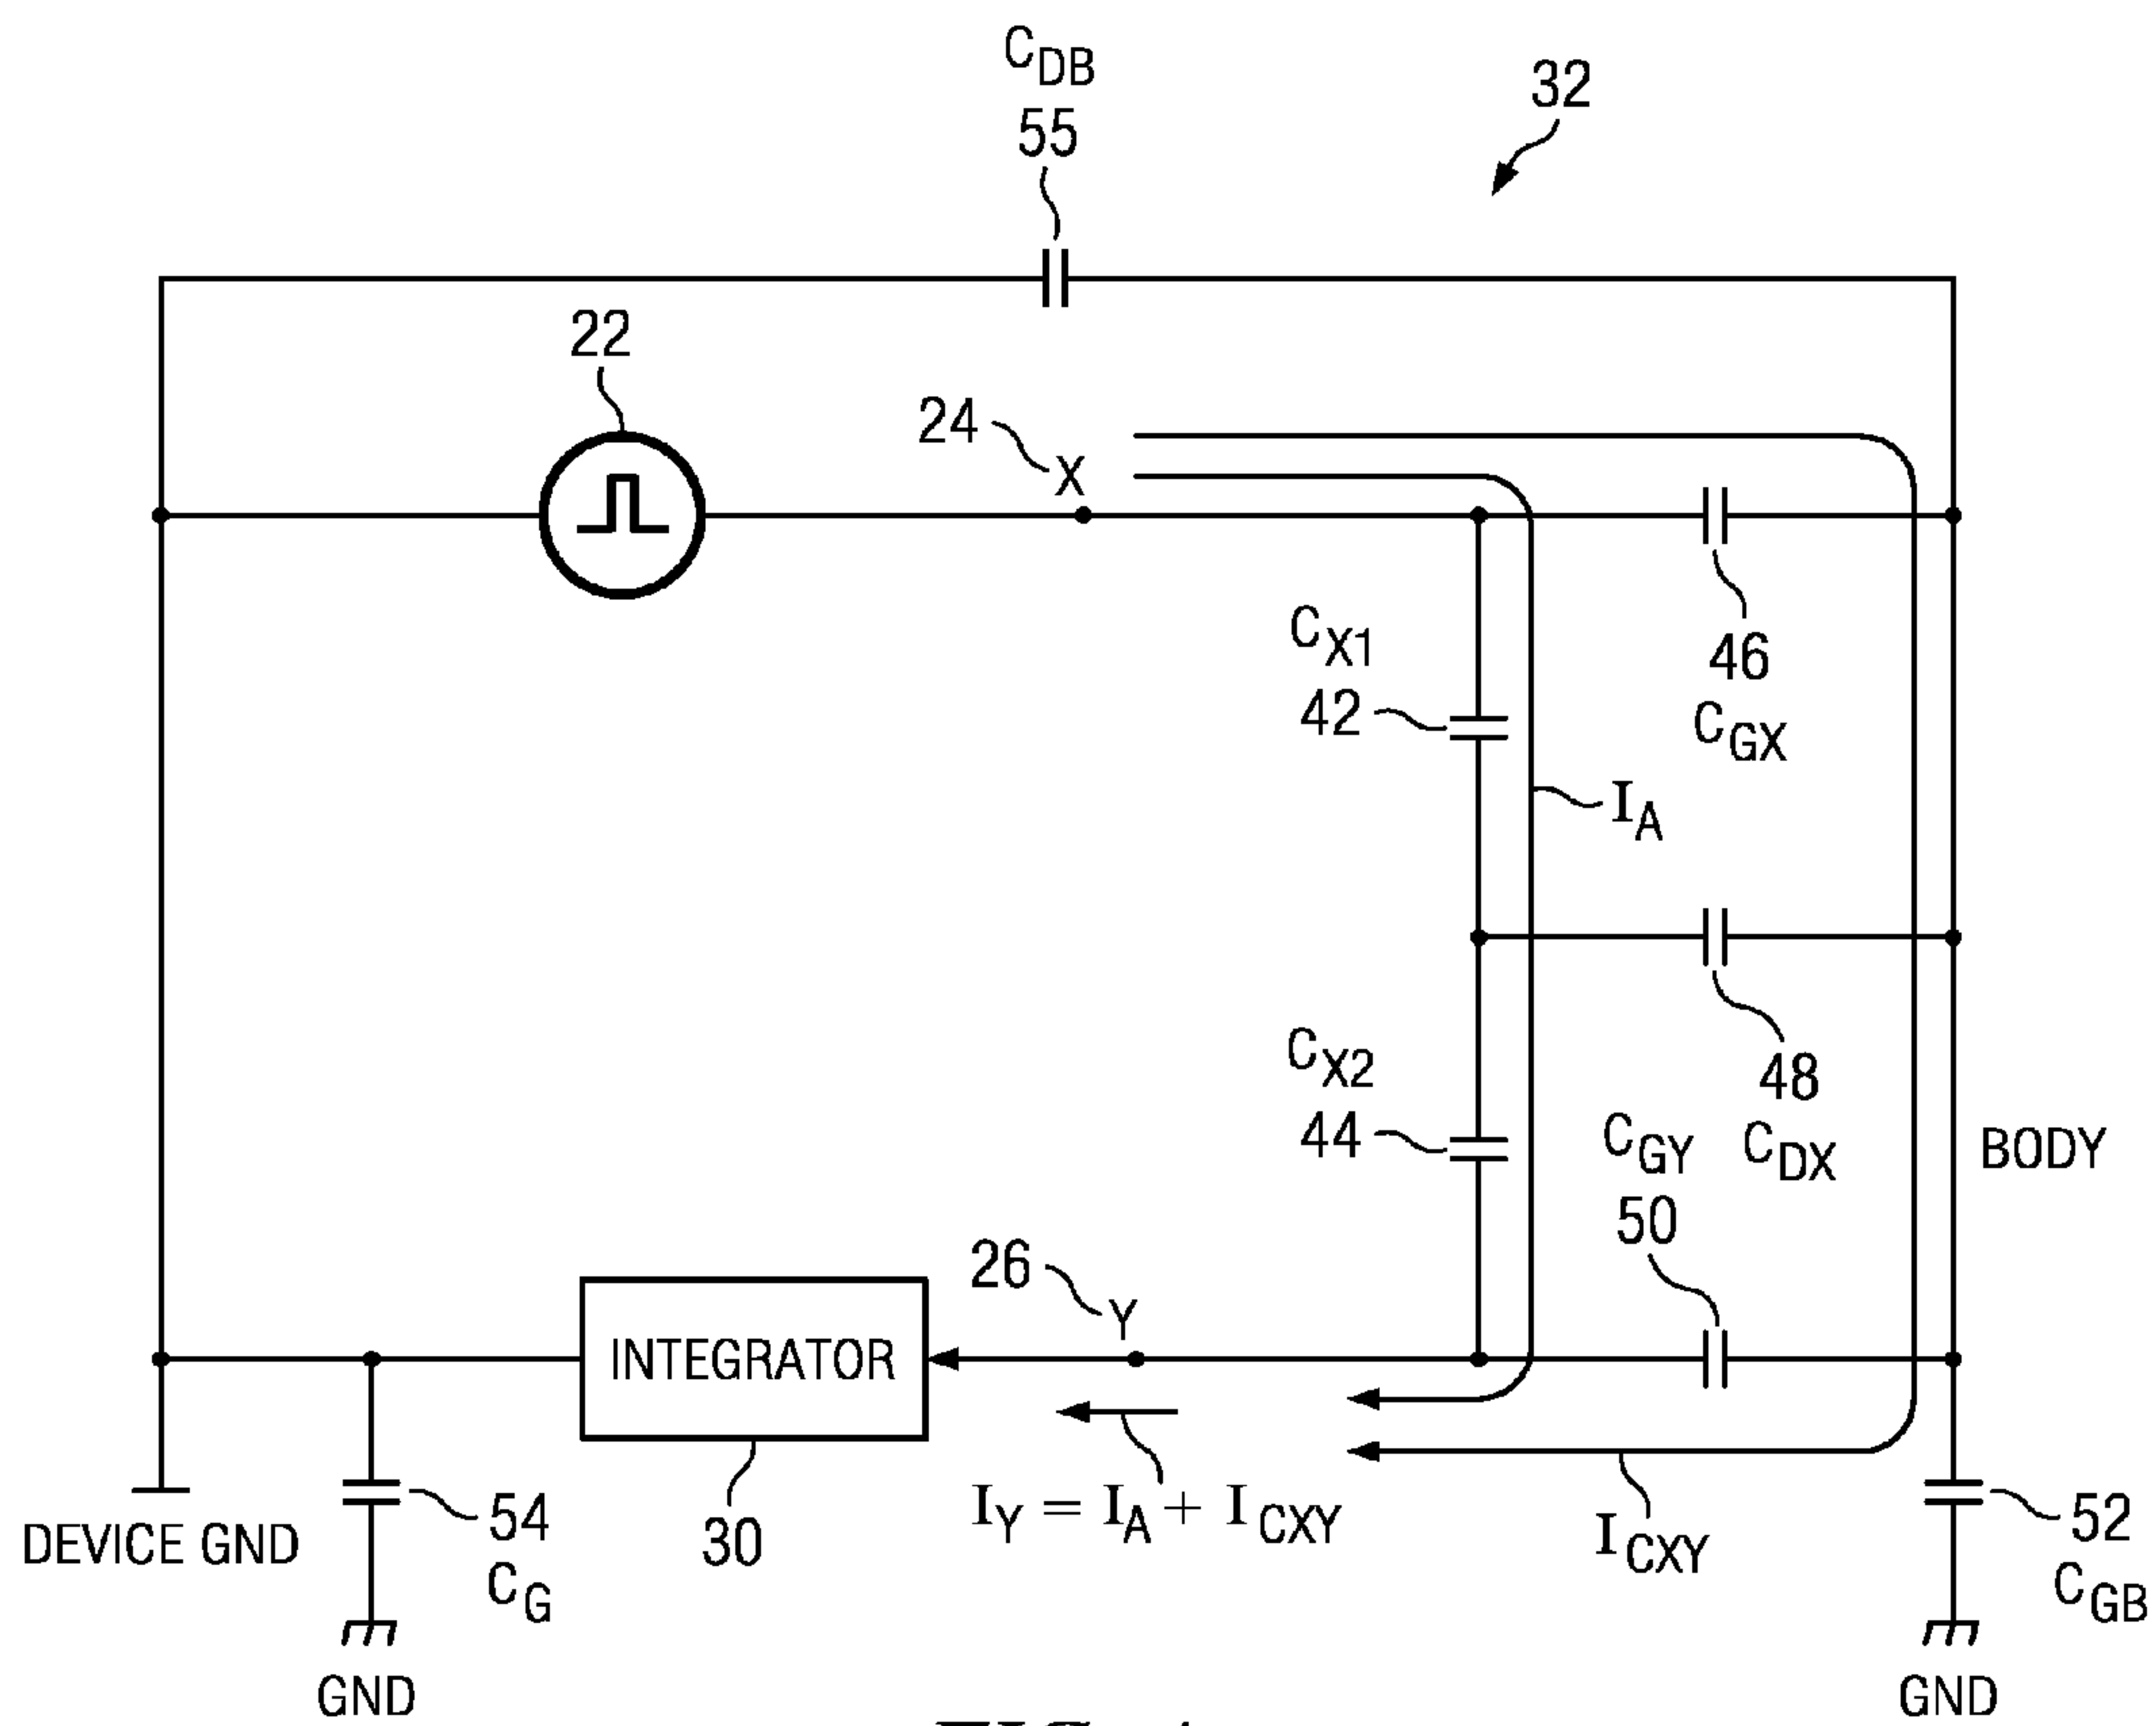 C_DB
55
32
22
24
X
C_X1
42
46
C_GX
I_A
C_X2
44
48
C_DX
C_GY
50
BODY
26
Y
INTEGRATOR
30
I_Y = I_A + I_CXY
I_CXY
DEVICE GND
54
C_G
GND
52
C_GB
GND